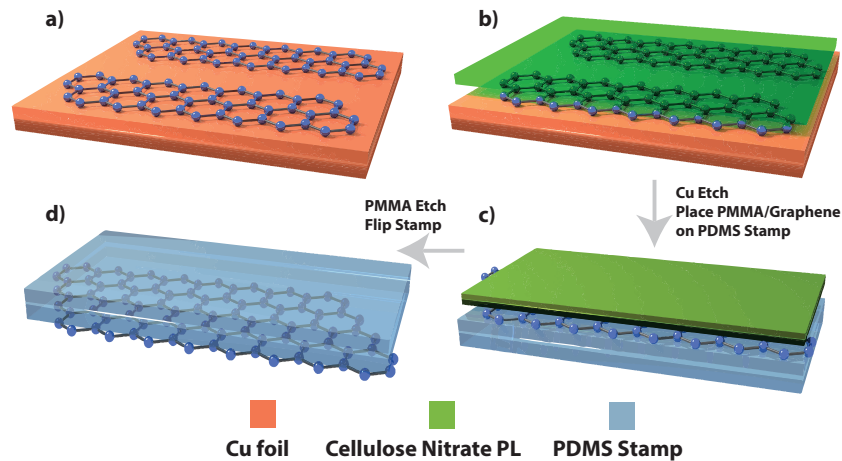 a)
b)
Cu Etch
Place PMMA/Graphene
on PDMS Stamp
c)
PMMA Etch
Flip Stamp
d)
Cu foil
Cellulose Nitrate PL
PDMS Stamp